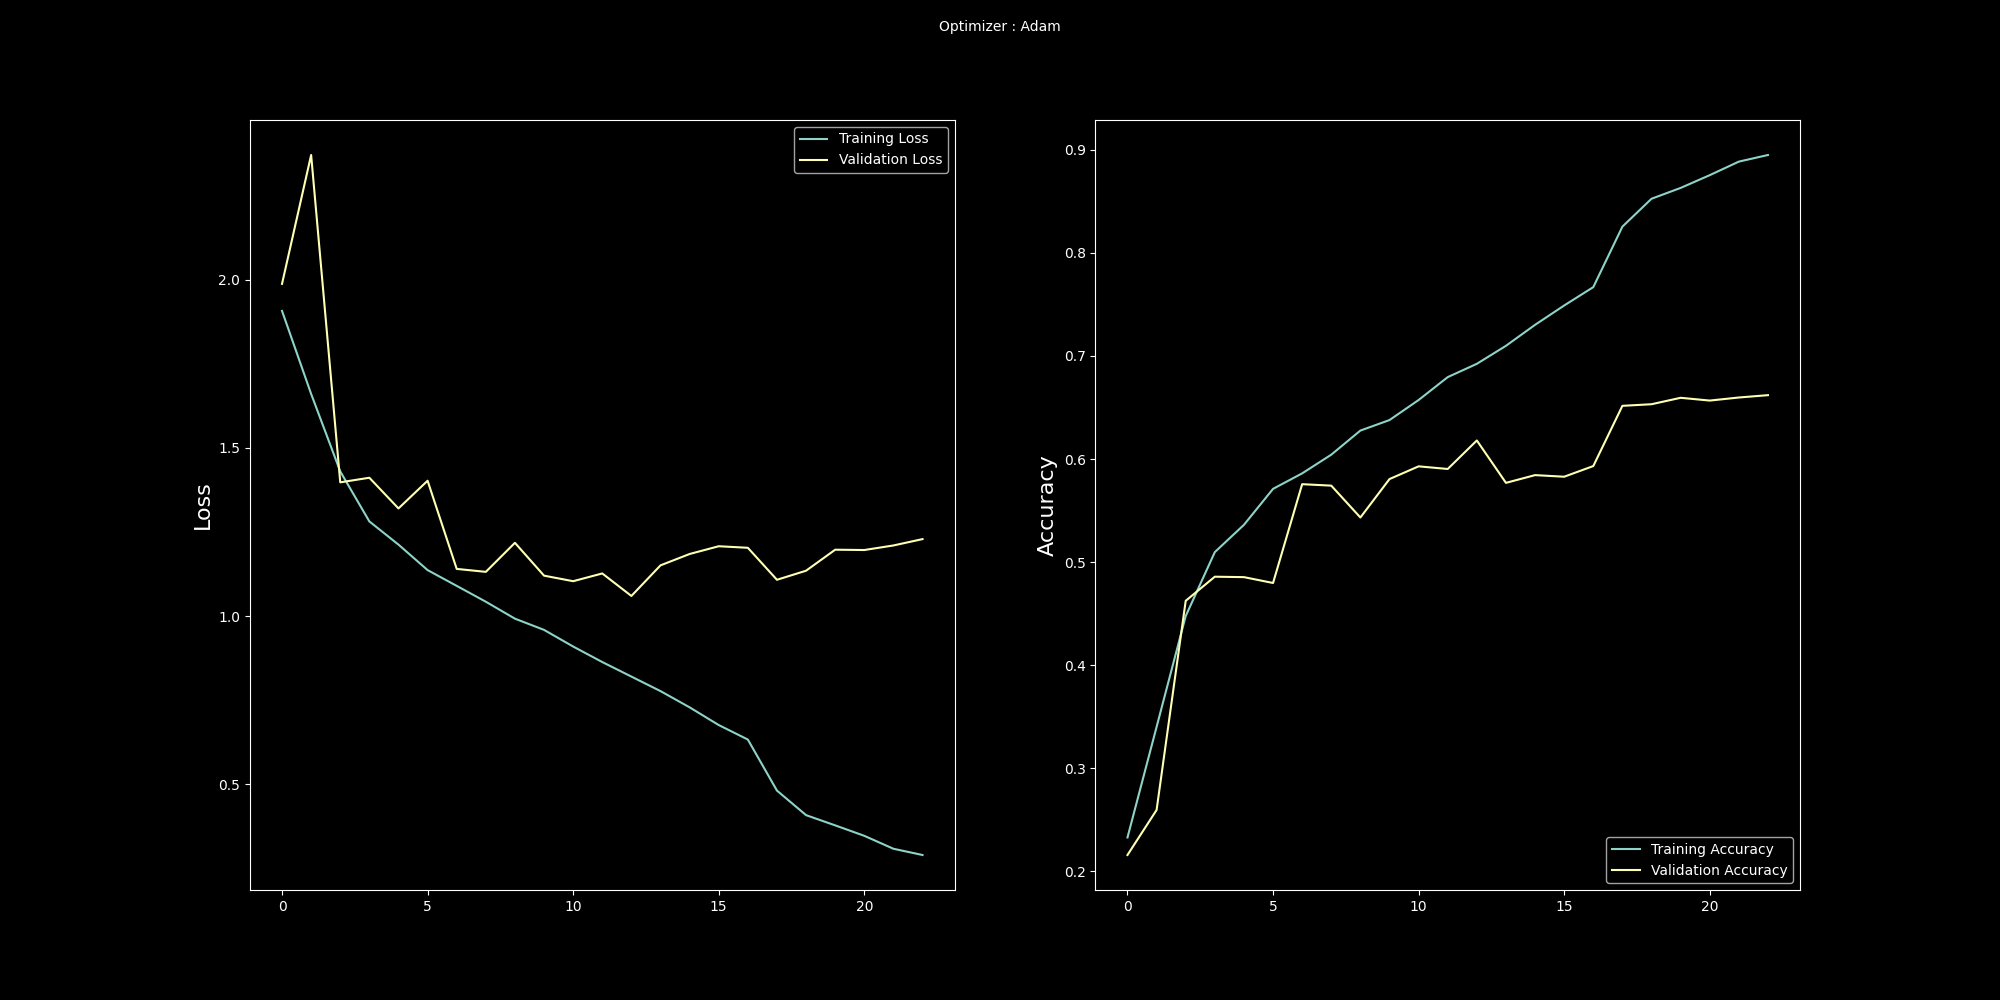 Optimizer : Adam
Training Loss
Validation Loss
2.0
1.5
1.0
0.5
Loss
0 5 10 15 20
0.9
0.8
0.7
0.6
0.5
0.4
0.3
0.2
Accuracy
Training Accuracy
Validation Accuracy
0 5 10 15 20